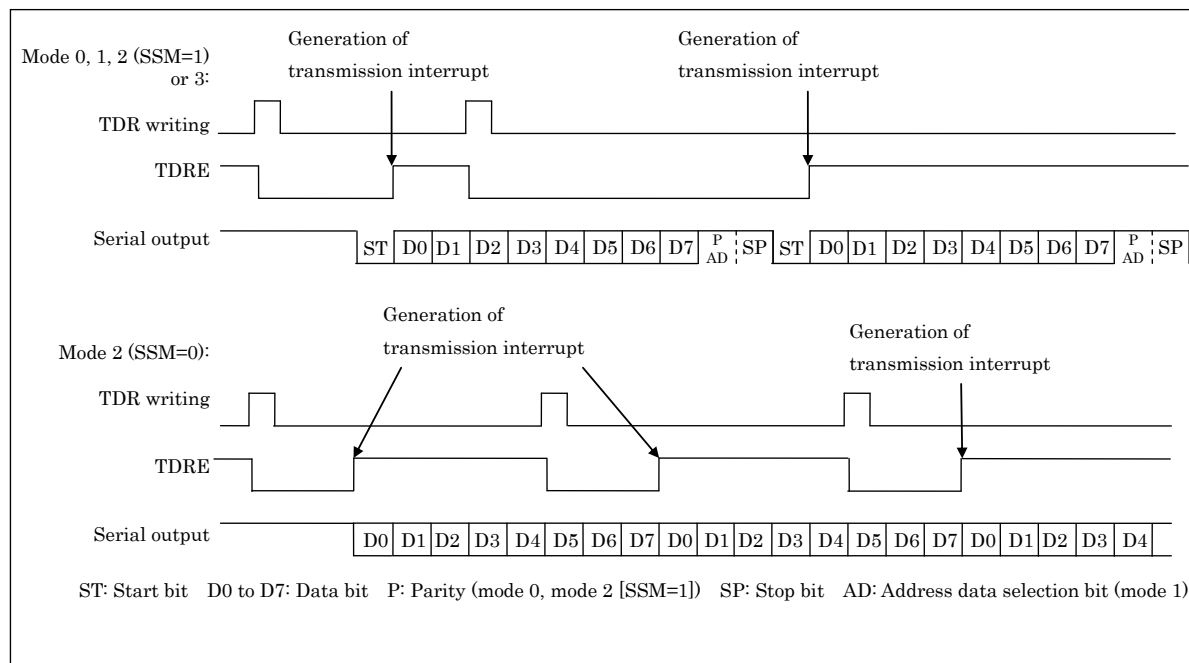 Generation of
transmission interrupt
Generation of
transmission interrupt
Mode 0, 1, 2 (SSM=1)
or 3:
TDR writing
TDRE
Serial output
ST D0 D1 D2 D3 D4 D5 D6 D7 P AD SP ST D0 D1 D2 D3 D4 D5 D6 D7 P AD SP
Generation of
transmission interrupt
Generation of
transmission interrupt
Mode 2 (SSM=0):
TDR writing
TDRE
Serial output
D0 D1 D2 D3 D4 D5 D6 D7 D0 D1 D2 D3 D4 D5 D6 D7 D0 D1 D2 D3 D4
ST: Start bit D0 to D7: Data bit P: Parity (mode 0, mode 2 [SSM=1]) SP: Stop bit AD: Address data selection bit (mode 1)